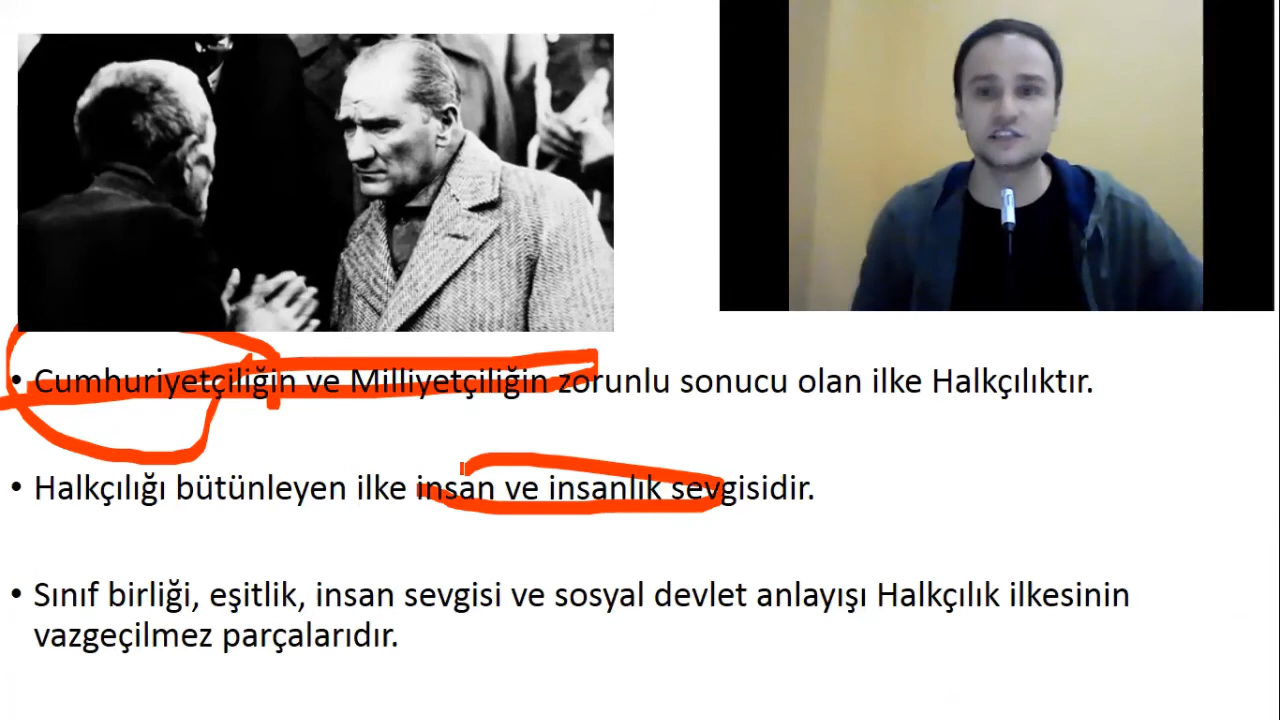 • Cumhuriyetçiliğin ve Milliyetçiliğin zorunlu sonucu olan ilke Halkçılıktır.
• Halkçılığı bütünleyen ilke insan ve insanlık sevgisidir.
• Sınıf birliği, eşitlik, insan sevgisi ve sosyal devlet anlayışı Halkçılık ilkesinin
vazgeçilmez parçalarıdır.